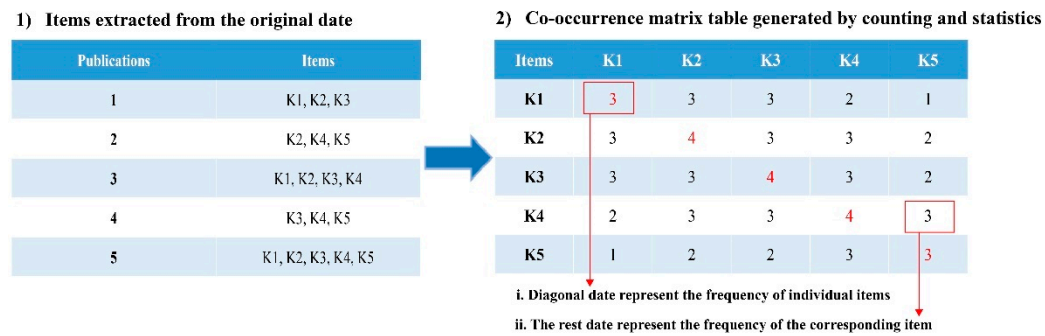 1) Items extracted from the original date
Publications Items
1 K1, K2, K3
2 K2, K4, K5
3 K1, K2, K3, K4
4 K3, K4, K5
5 K1, K2, K3, K4, K5
2) Co-occurrence matrix table generated by counting and statistics
Items K1 K2 K3 K4 K5
K1 3 3 3 2 1
K2 3 4 3 3 2
K3 3 3 4 3 2
K4 2 3 3 4 3
K5 1 2 2 3 3
i. Diagonal date represent the frequency of individual items
ii. The rest date represent the frequency of the corresponding item